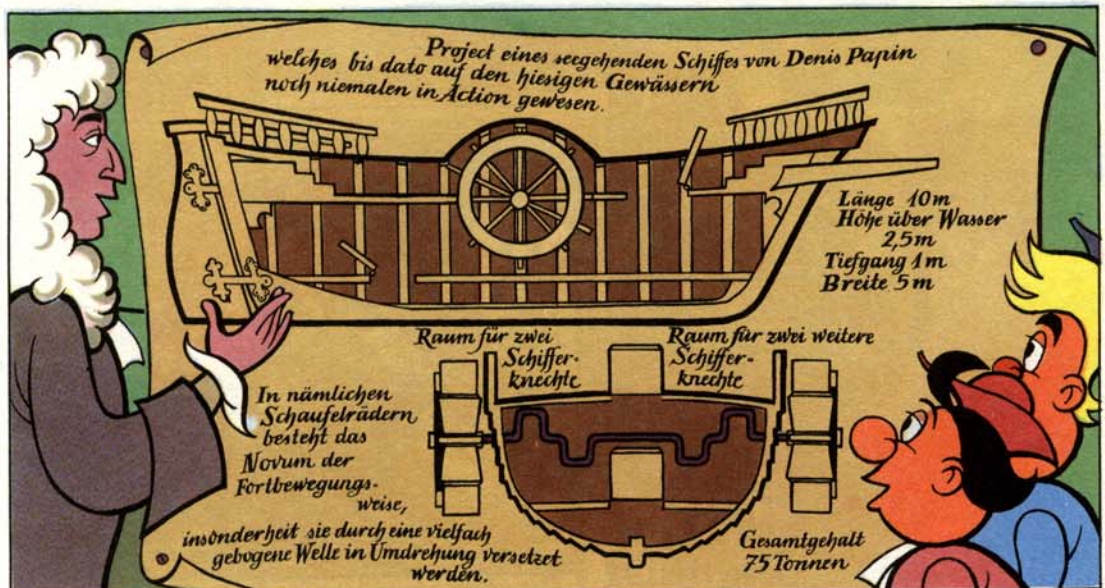 Project eines seegehenden Schiffes von Denis Papin
welches bis dato auf den hiesigen Gewässern
noch niemalen in Action gewesen.
Länge 10m
Höhe über Wasser
2,5m
Tiefgang 1m
Breite 5m
Raum für zwei
Schiffer-
knechte
Raum für zwei weitere
Schiffer-
knechte
In nämlichen
Schaufelrädern
besteht das
Novum der
Fortbewegungs-
weise,
insonderheit sie durch eine vielfach
gebogene Welle in Umdrehung versetzet
werden.
Gesamtgehalt
75 Tonnen